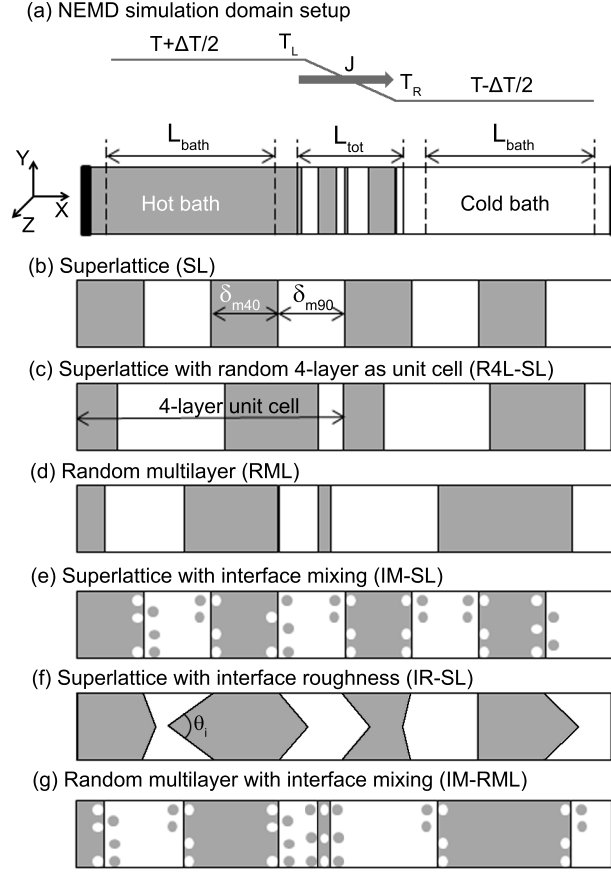 (a) NEMD simulation domain setup
T+ΔT/2 T_L J T_R T-ΔT/2
L_bath L_tot L_bath
Y Z X Hot bath Cold bath
(b) Superlattice (SL)
δ_m40 δ_m90
(c) Superlattice with random 4-layer as unit cell (R4L-SL)
4-layer unit cell
(d) Random multilayer (RML)
(e) Superlattice with interface mixing (IM-SL)
(f) Superlattice with interface roughness (IR-SL)
θ_i
(g) Random multilayer with interface mixing (IM-RML)